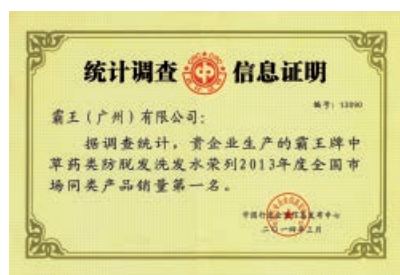 统计调查 信息证明
编号：12090
霸王（广州）有限公司：
据调查统计，贵企业生产的霸王牌中
草药类防脱发洗发水荣列2013年度全国市
场同类产品销量第一名。
二〇一四年三月